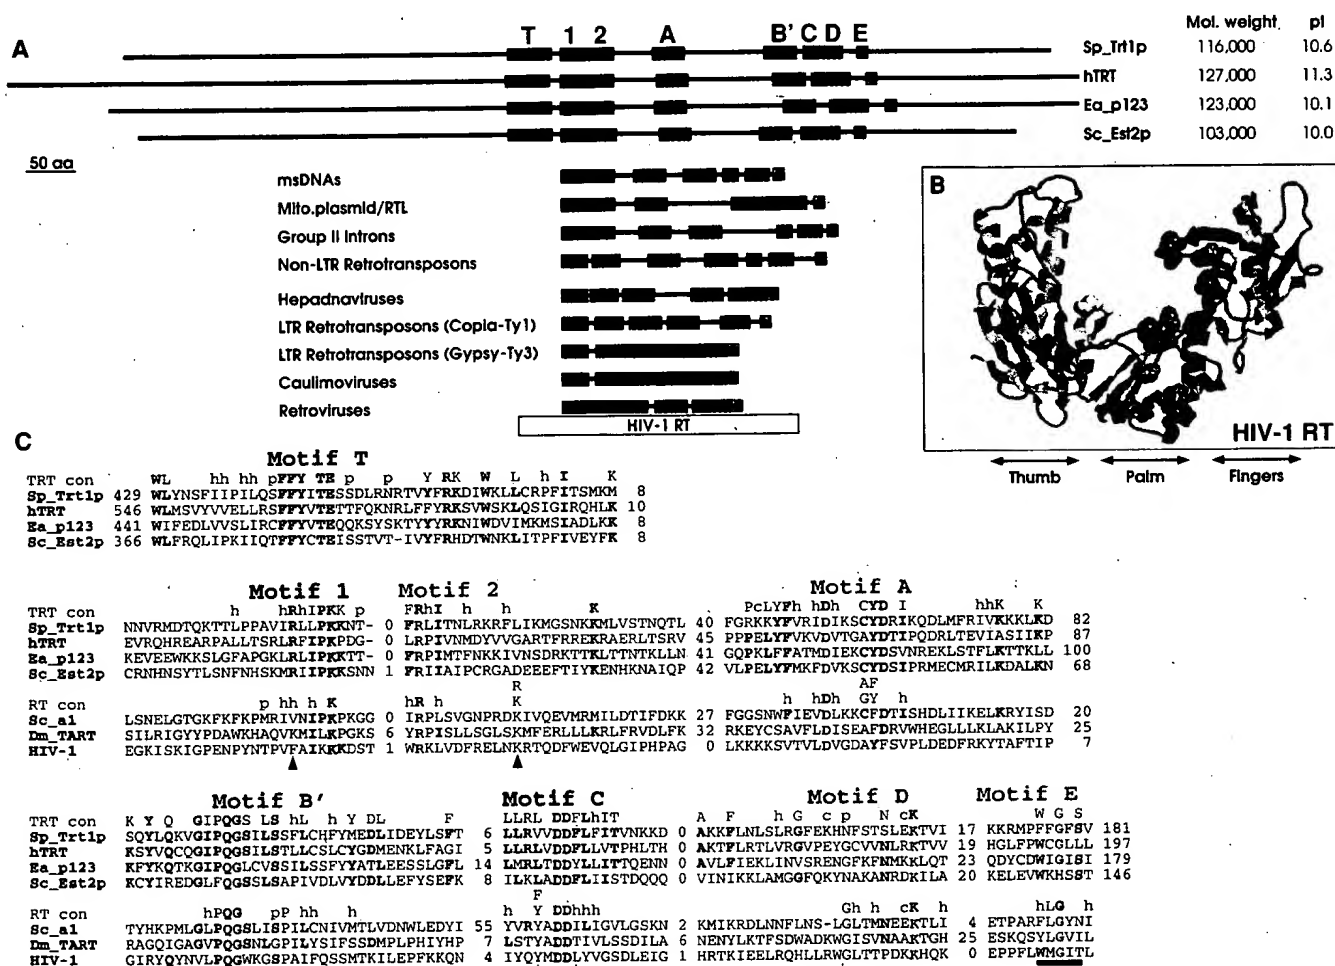 A
T 1 2 A B' C D E
Mol. weight pI
Sp_Trt1p 116,000 10.6
hTRT 127,000 11.3
Ea_p123 123,000 10.1
Sc_Est2p 103,000 10.0
50 aa
msDNAs
Mito.plasmid/RTL
Group II Introns
Non-LTR Retrotransposons
Hepadnaviruses
LTR Retrotransposons (Copia-Ty1)
LTR Retrotransposons (Gypsy-Ty3)
Caulimoviruses
Retroviruses
HIV-1 RT
B
HIV-1 RT
Thumb Palm Fingers
C
Motif T
TRT con WL hh hh pFFY TE p p Y RK W L h I K
Sp_Trt1p 429 WLYNSFIIPILQSFFYITESSDLRNRTVYFRKDIWKLLCRPFITSMKM 8
hTRT 546 WLMSVYVVELLRSFFYVTETTFQKNRLFFYRKSVWSKLQSIGIRQHLK 10
Ea_p123 441 WIFEDLVVSLIRCFFYVTEQQKSYSKTYYYRKNIWDVIMKMSIADLKK 8
Sc_Est2p 366 WLFRQLIPKIIQTFFYCTEISSTVT-IVYFRHDTWNKLITPFIVEYFK 8
Motif 1 Motif 2 Motif A
TRT con h hRhIPKK p FRhI h h K PcLYFh hDh CYD I hhK K
Sp_Trt1p NNVRMDTQKTTLPPAVIRLLPKKNT- 0 FRLITNLRKRFLIKMGSNKKMLVSTNQTL 40 FGRKKYFVRIDIKSCYDRIKQDLMFRIVKKKLKD 82
hTRT EVRQHREARPALLTSRLRFIPKPDG- 0 LRPIVNMDYVVGARTFRREKRAERLTSRV 45 PPPELYFVKVDVTGAYDTIPQDRLTEVIASIIKP 87
Ea_p123 KEVEEWKKSLGFAPGKLRLIPKKTT- 0 FRPIMTFNKKIVNSDRKTTKLTTNTKLLN 41 GQPKLFFATMDIEKCYDSVNREKLSTFLKTTKLL 100
Sc_Est2p CRNHNSYTLSNFNHSKMRIIPKKSNN 1 FRIIAIPCRGADEEEFTIYKENHKNAIQP 42 VLPELYFMKFDVKSCYDSIPRMECMRILKDALKN 68
R AF
RT con p hh h K hR h K h hDh GY h
Sc_a1 LSNELGTGKFKFKPMRIVNIPKPKGG 0 IRPLSVGNPRDKIVQEVMRMILDTIFDKK 27 FGGSNWFIEVDLKKCFDTISHDLIIKELKRYISD 20
Dm_TART SILRIGYYPDAWKHAQVKMILKPGKS 6 YRPISLLSGLSKMFERLLLKRLFRVDLFK 32 RKEYCSAVFLDISEAFDRVWHEGLLLKLAKILPY 25
HIV-1 EGKISKIGPENPYNTPVFAIKKKDST 1 WRKLVDFRELNKRTQDFWEVQLGIPHPAG 0 LKKKKSVTVLDVGDAYFSVPLDEDFRKYTAFTIP 7
Motif B' Motif C Motif D Motif E
TRT con K Y Q GIPQGS LS hL h Y DL F LLRL DDFLhIT A F h G c p N cK W G S
Sp_Trt1p SQYLQKVGIPQGSILSSFLCHFYMEDLIDEYLSFT 6 LLRVVDDFLFITVNKKD 0 AKKFLNLSLRGFEKHNFSTSLEKTVI 17 KKRMPFFGFSV 181
hTRT KSYVQCQGIPQGSILSTLLCSLCYGDMENKLFAGI 5 LLRLVDDFLLVTPHLTH 0 AKTFLRTLVRGVPEYGCVVNLRKTVV 19 HGLFPWCGLLL 197
Ea_p123 KFYKQTKGIPQGLCVSSILSSFYYATLEESSLGFL 14 LMRLTDDYLLITTQENN 0 AVLFIEKLINVSRENGFKFNMKKLQT 23 QDYCDWIGISI 179
Sc_Est2p KCYIREDGLFQGSSLSAPIVDLVYDDLLEFYSEFK 8 ILKLADDFLIISTDQQQ 0 VINIKKLAMGGFQKYNAKANRDKILA 20 KELEVWKHSST 146
F
RT con hPQG pP hh h h Y DDhhh Gh h cK h hLG h
Sc_a1 TYHKPMLGLPQGSLISPILCNIVMTLVDNWLEDYI 55 YVRYADDILIGVLGSKN 2 KMIKRDLNNFLNS-LGLTMNEEKTLI 4 ETPARFLGYNI
Dm_TART RAGQIGAGVPQGSNLGPILYSIFSSDMPLPHIYHP 7 LSTYADDTIVLSSDILA 6 NENYLKTFSDWADKWGISVNAAKTGH 25 ESKQSYLGVIL
HIV-1 GIRYQYNVLPQGWKGSPAIFQSSMTKILEPFKKQN 4 IYQYMDDLYVGSDLEIG 1 HRTKIEELRQHLLRWGLTTPDKKHQK 0 EPPFLWMGITL